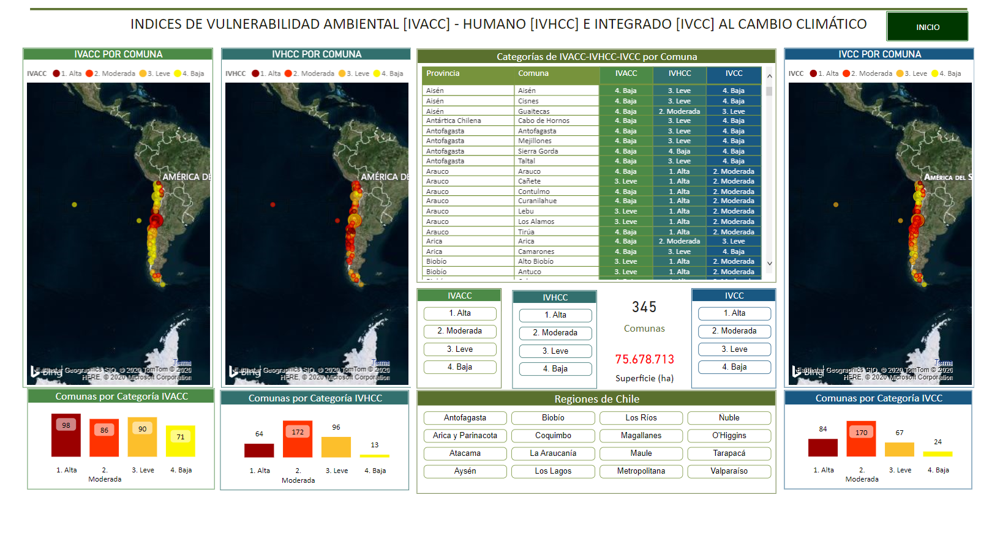 INDICES DE VULNERABILIDAD AMBIENTAL [IVACC] - HUMANO [IVHCC] E INTEGRADO [IVCC] AL CAMBIO CLIMÁTICO
INICIO
IVACC POR COMUNA
IVACC 1. Alta 2. Moderada 3. Leve 4. Baja
AMÉRICA DE
Terms
Bing
Earthstar Geographics SIO, © 2020 TomTom © 2020
HERE, © 2020 Microsoft Corporation
IVHCC POR COMUNA
IVHCC 1. Alta 2. Moderada 3. Leve 4. Baja
AMÉRICA DE
Terms
Bing
Earthstar Geographics SIO, © 2020 TomTom © 2020
HERE, © 2020 Microsoft Corporation
Categorías de IVACC-IVHCC-IVCC por Comuna
Provincia Comuna IVACC IVHCC IVCC
Aisén Aisén 4. Baja 3. Leve 4. Baja
Aisén Cisnes 4. Baja 3. Leve 4. Baja
Aisén Guaitecas 4. Baja 2. Moderada 3. Leve
Antártica Chilena Cabo de Hornos 4. Baja 3. Leve 4. Baja
Antofagasta Antofagasta 4. Baja 3. Leve 4. Baja
Antofagasta Mejillones 4. Baja 3. Leve 4. Baja
Antofagasta Sierra Gorda 4. Baja 4. Baja 4. Baja
Antofagasta Taltal 4. Baja 3. Leve 4. Baja
Arauco Arauco 4. Baja 1. Alta 2. Moderada
Arauco Cañete 3. Leve 1. Alta 2. Moderada
Arauco Contulmo 4. Baja 1. Alta 2. Moderada
Arauco Curanilahue 4. Baja 1. Alta 2. Moderada
Arauco Lebu 3. Leve 1. Alta 2. Moderada
Arauco Los Alamos 3. Leve 1. Alta 2. Moderada
Arauco Tirúa 4. Baja 1. Alta 2. Moderada
Arica Arica 4. Baja 2. Moderada 3. Leve
Arica Camarones 4. Baja 3. Leve 4. Baja
Biobío Alto Biobío 3. Leve 1. Alta 2. Moderada
Biobío Antuco 3. Leve 1. Alta 2. Moderada
IVCC POR COMUNA
IVCC 1. Alta 2. Moderada 3. Leve 4. Baja
AMÉRICA DEL S
Terms
Bing
Earthstar Geographics SIO, © 2020 TomTom © 2020
HERE, © 2020 Microsoft Corporation
IVACC
1. Alta
2. Moderada
3. Leve
4. Baja
IVHCC
1. Alta
2. Moderada
3. Leve
4. Baja
345
Comunas
75.678.713
Superficie (ha)
IVCC
1. Alta
2. Moderada
3. Leve
4. Baja
Comunas por Categoría IVACC
98 86 90 71
1. Alta 2. Moderada 3. Leve 4. Baja
Comunas por Categoría IVHCC
64 172 96 13
1. Alta 2. Moderada 3. Leve 4. Baja
Regiones de Chile
Antofagasta Biobío Los Ríos Ñuble
Arica y Parinacota Coquimbo Magallanes O'Higgins
Atacama La Araucanía Maule Tarapacá
Aysén Los Lagos Metropolitana Valparaíso
Comunas por Categoría IVCC
84 170 67 24
1. Alta 2. Moderada 3. Leve 4. Baja